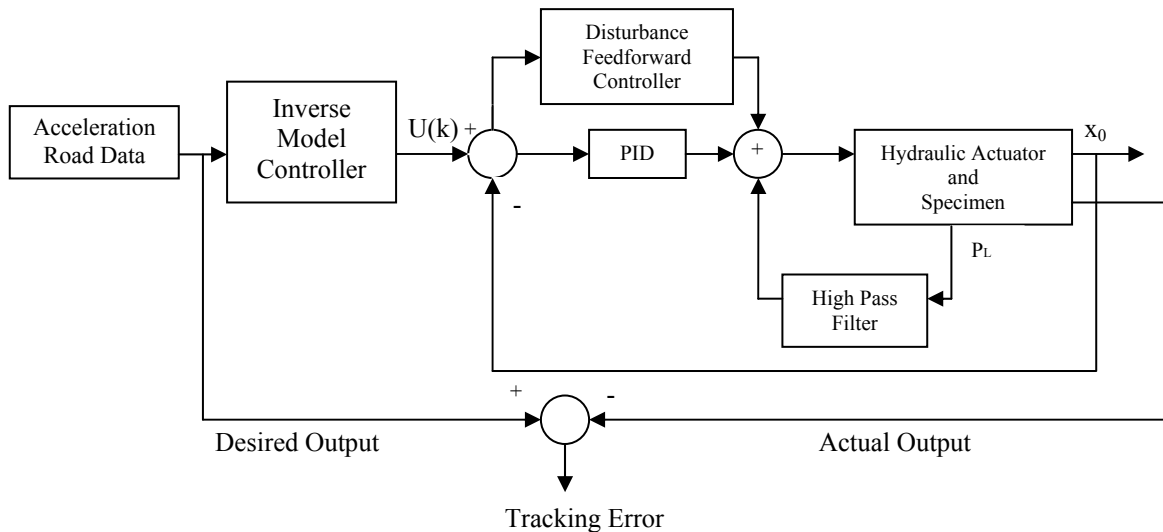 Disturbance
Feedforward
Controller
Acceleration
Road Data
Inverse
Model
Controller
U(k)
+
-
PID
+
Hydraulic Actuator
and
Specimen
x₀
P_L
High Pass
Filter
+
-
Desired Output
Actual Output
Tracking Error